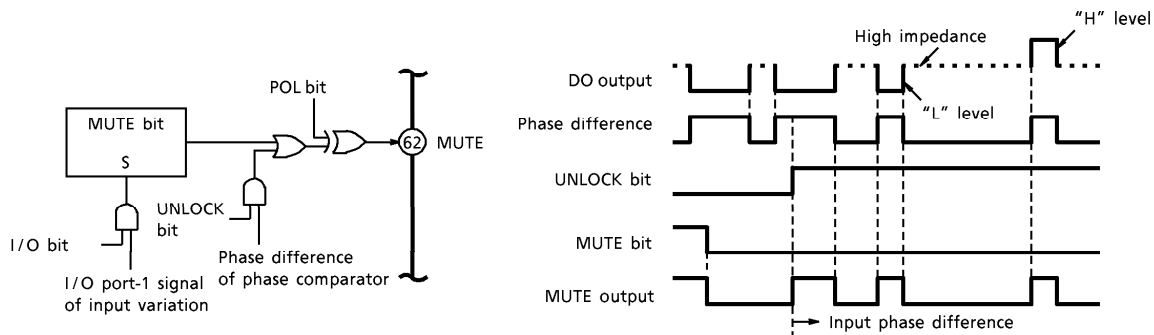 POL bit
MUTE bit
S
62
MUTE
UNLOCK
bit
I/O bit
Phase difference
of phase comparator
I/O port-1 signal
of input variation
"H" level
High impedance
DO output
"L" level
Phase difference
UNLOCK bit
MUTE bit
MUTE output
Input phase difference